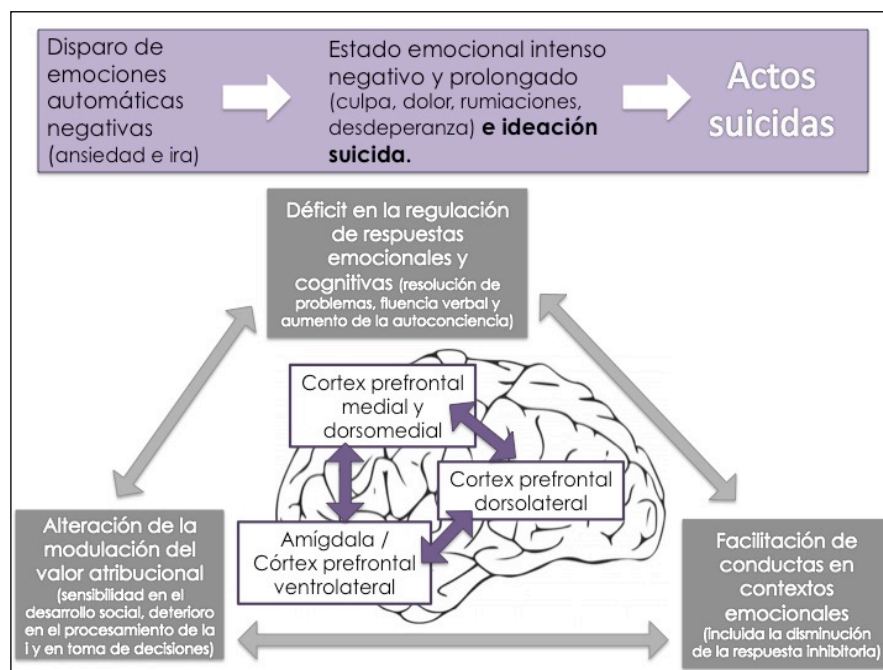 Disparo de
emociones
automáticas
negativas
(ansiedad e ira)
Estado emocional intenso
negativo y prolongado
(culpa, dolor, rumiaciones,
desdeperanza) e ideación
suicida.
Actos
suicidas
Déficit en la regulación
de respuestas
emocionales y
cognitivas (resolución de
problemas, fluencia verbal y
aumento de la autoconciencia)
Cortex prefrontal
medial y
dorsomedial
Cortex prefrontal
dorsolateral
Amígdala /
Córtex prefrontal
ventrolateral
Alteración de la
modulación del
valor atribucional
(sensibilidad en el
desarrollo social, deterioro
en el procesamiento de la
i y en toma de decisiones)
Facilitación de
conductas en
contextos
emocionales
(incluida la disminución
de la respuesta inhibitoria)